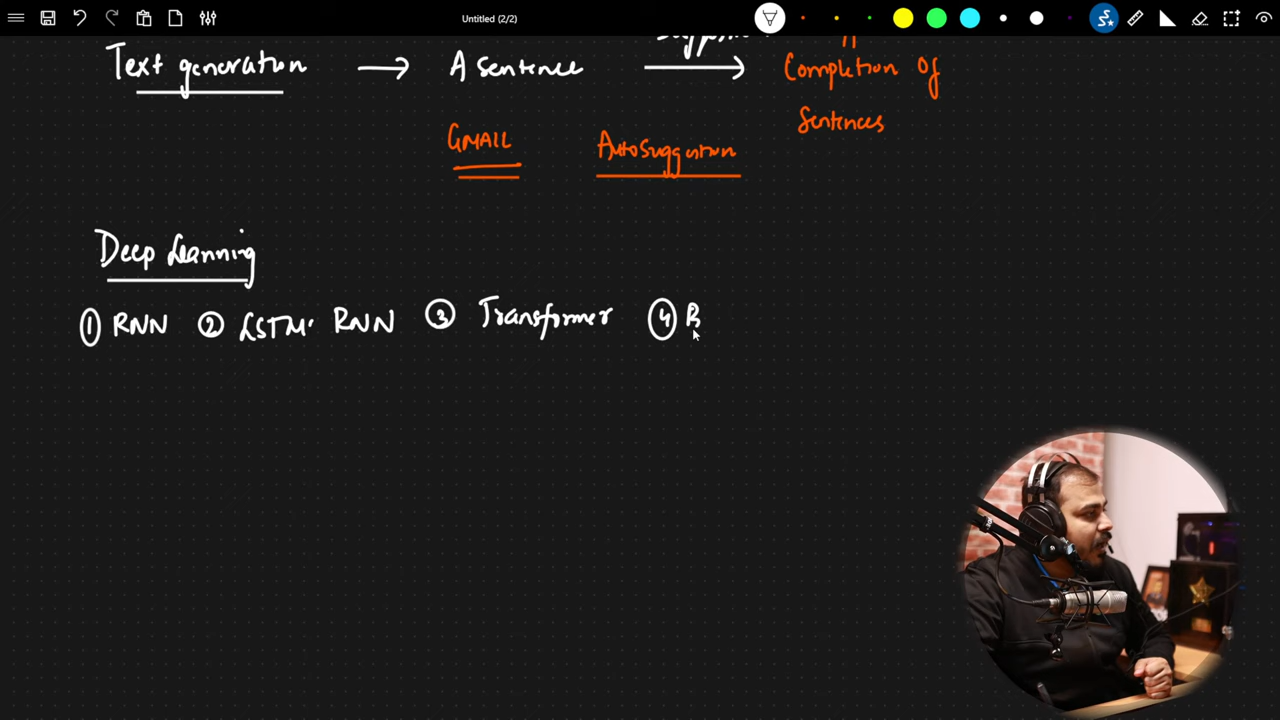 Untitled (2/2)
Text generation → A sentence → Completion of
Sentences
GMAIL AutoSuggestion
Deep Learning
① RNN ② LSTM RNN ③ Transformer ④ B